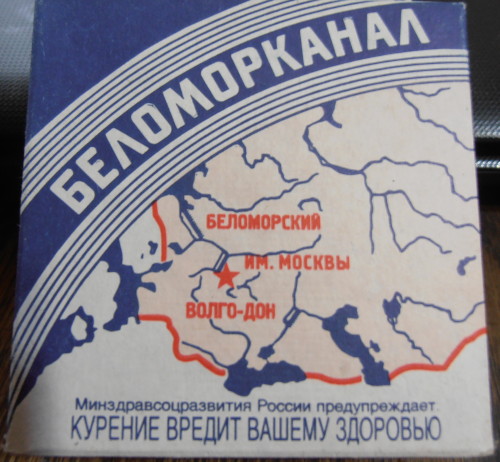 БЕЛОМОРКАНАЛ
БЕЛОМОРСКИЙ
ИМ. МОСКВЫ
ВОЛГО-ДОН
Минздравсоцразвития России предупреждает.
КУРЕНИЕ ВРЕДИТ ВАШЕМУ ЗДОРОВЬЮ